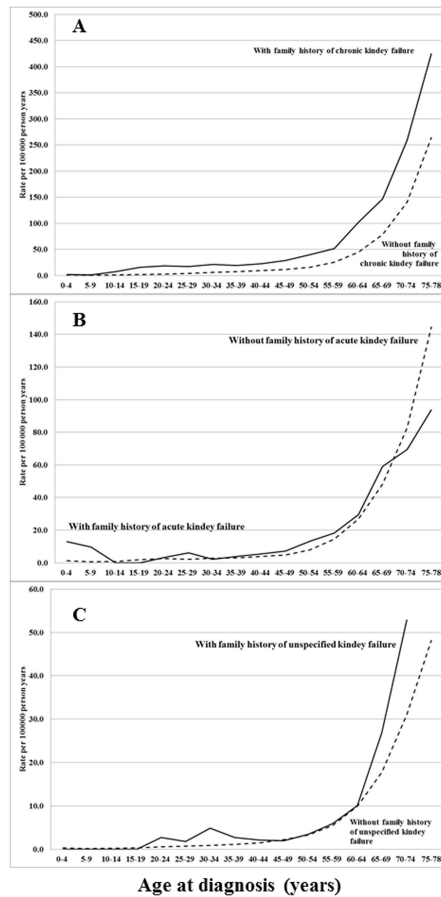 A
500.0
450.0
400.0
350.0
300.0
250.0
200.0
150.0
100.0
50.0
0.0
Rate per 100 000 person years
With family history of chronic kindey failure
Without family
history of
chronic kindey failure
0-4 5-9 10-14 15-19 20-24 25-29 30-34 35-39 40-44 45-49 50-54 55-59 60-64 65-69 70-74 75-78
B
160.0
140.0
120.0
100.0
80.0
60.0
40.0
20.0
0.0
Rate per 100 000 person years
Without family history of acute kindey failure
With family history of acute kindey failure
0-4 5-9 10-14 15-19 20-24 25-29 30-34 35-39 40-44 45-49 50-54 55-59 60-64 65-69 70-74 75-78
C
60.0
50.0
40.0
30.0
20.0
10.0
0.0
Rate per 100000 person years
With family history of unspecified kindey failure
Without family history
of unspecified kindey
failure
0-4 5-9 10-14 15-19 20-24 25-29 30-34 35-39 40-44 45-49 50-54 55-59 60-64 65-69 70-74 75-78
Age at diagnosis (years)